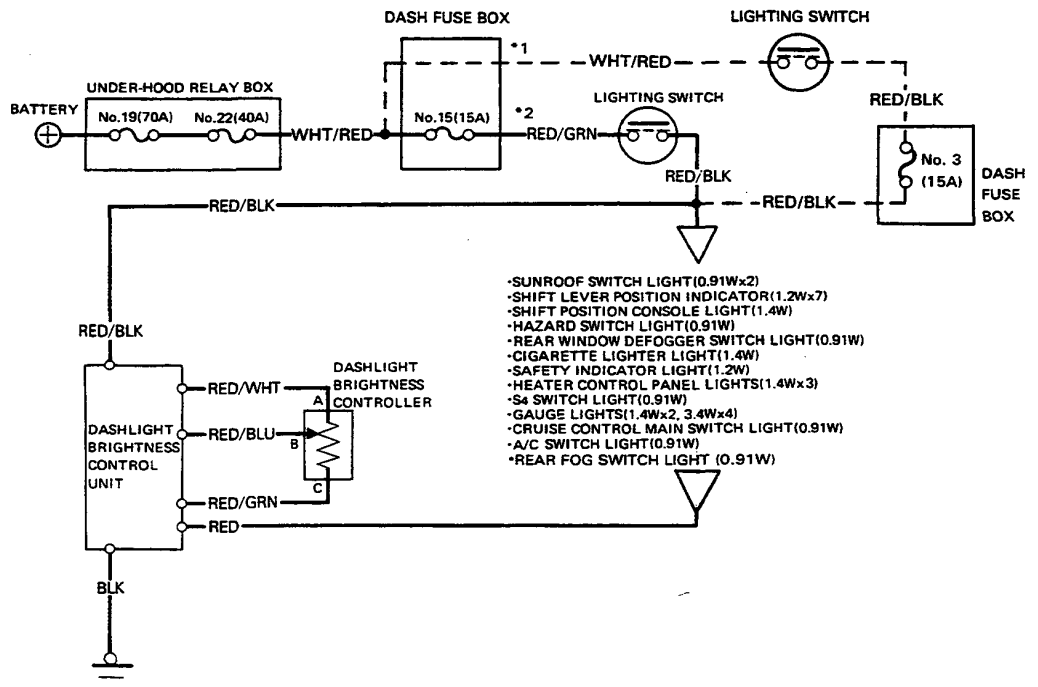 DASH FUSE BOX
LIGHTING SWITCH
*1
WHT/RED
UNDER-HOOD RELAY BOX
BATTERY
No.19(70A)
No.22(40A)
WHT/RED
No.15(15A)
*2
RED/GRN
LIGHTING SWITCH
RED/BLK
No. 3
(15A)
DASH
FUSE
BOX
RED/BLK
RED/BLK
RED/BLK
•SUNROOF SWITCH LIGHT(0.91Wx2)
•SHIFT LEVER POSITION INDICATOR(1.2Wx7)
•SHIFT POSITION CONSOLE LIGHT(1.4W)
•HAZARD SWITCH LIGHT(0.91W)
•REAR WINDOW DEFOGGER SWITCH LIGHT(0.91W)
•CIGARETTE LIGHTER LIGHT(1.4W)
•SAFETY INDICATOR LIGHT(1.2W)
•HEATER CONTROL PANEL LIGHTS(1.4Wx3)
•S4 SWITCH LIGHT(0.91W)
•GAUGE LIGHTS(1.4Wx2, 3.4Wx4)
•CRUISE CONTROL MAIN SWITCH LIGHT(0.91W)
•A/C SWITCH LIGHT(0.91W)
•REAR FOG SWITCH LIGHT (0.91W)
RED/BLK
DASHLIGHT
BRIGHTNESS
CONTROLLER
RED/WHT
A
RED/BLU
B
C
RED/GRN
RED
DASHLIGHT
BRIGHTNESS
CONTROL
UNIT
BLK